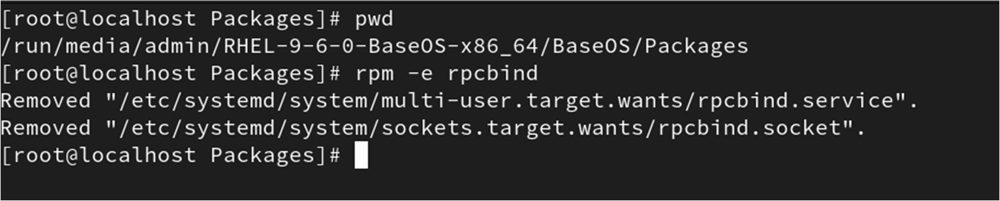 [root@localhost Packages]# pwd
/run/media/admin/RHEL-9-6-0-BaseOS-x86_64/BaseOS/Packages
[root@localhost Packages]# rpm -e rpcbind
Removed "/etc/systemd/system/multi-user.target.wants/rpcbind.service".
Removed "/etc/systemd/system/sockets.target.wants/rpcbind.socket".
[root@localhost Packages]#